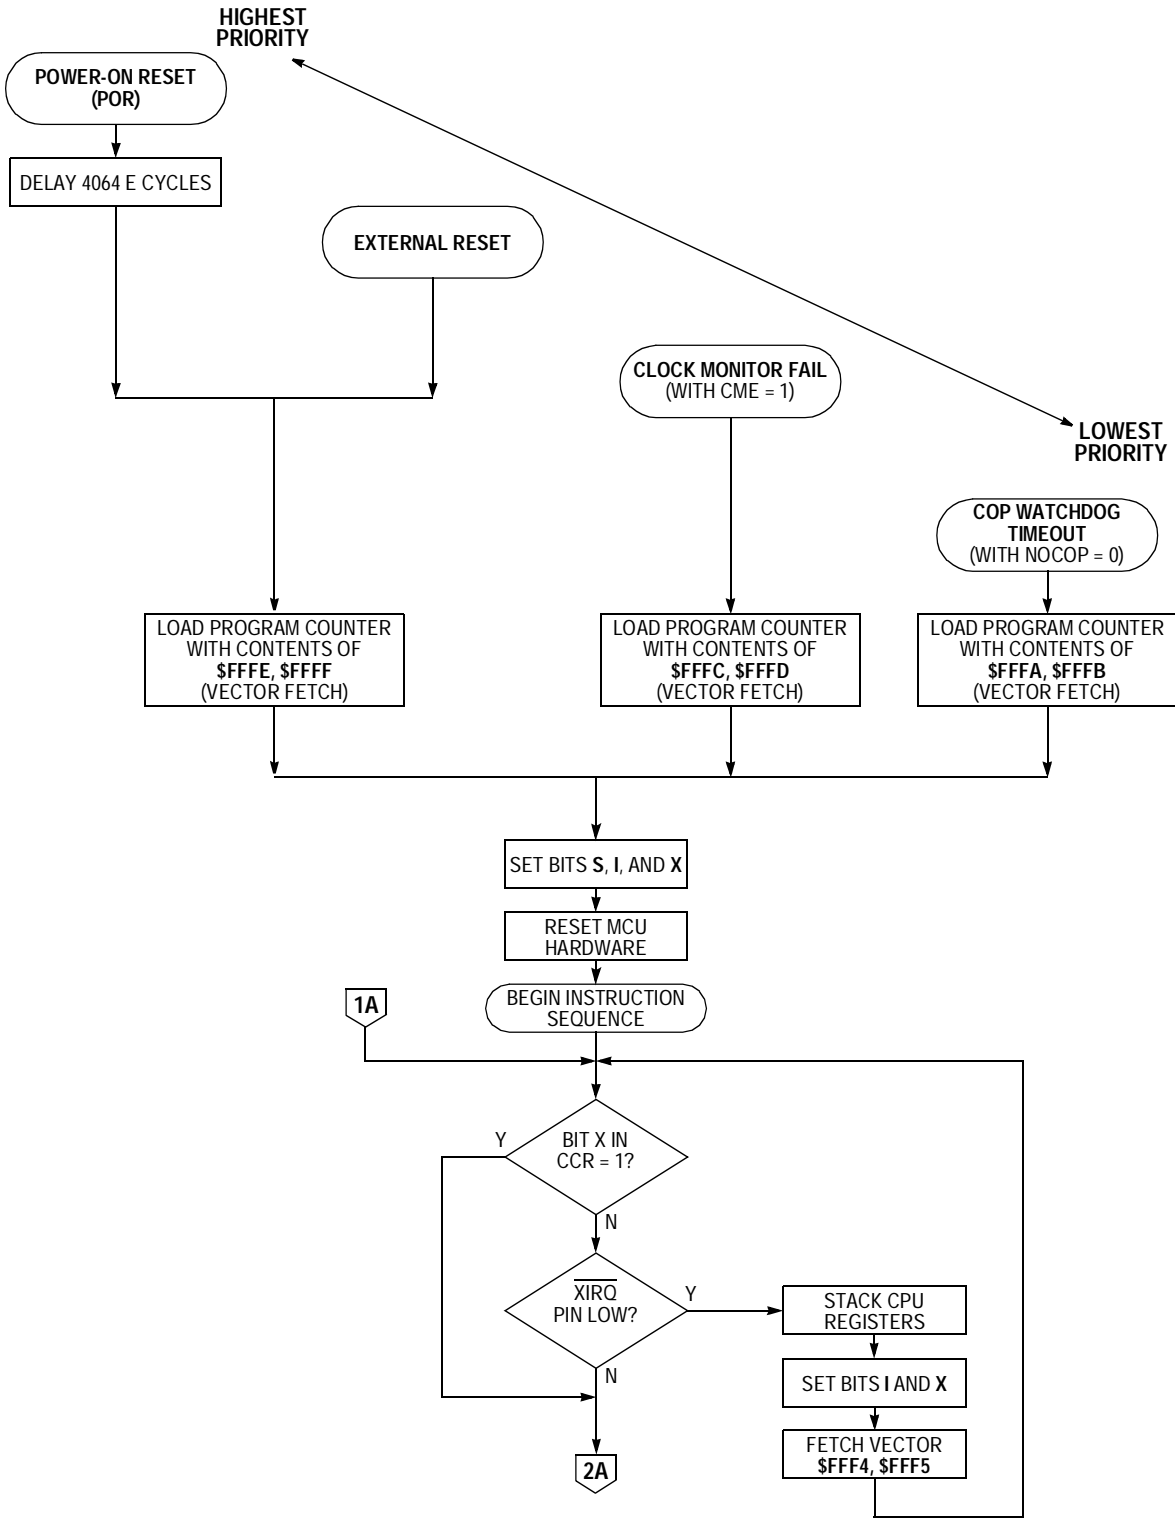 HIGHEST
PRIORITY
POWER-ON RESET
(POR)
DELAY 4064 E CYCLES
EXTERNAL RESET
CLOCK MONITOR FAIL
(WITH CME = 1)
LOWEST
PRIORITY
COP WATCHDOG
TIMEOUT
(WITH NOCOP = 0)
LOAD PROGRAM COUNTER
WITH CONTENTS OF
$FFFE, $FFFF
(VECTOR FETCH)
LOAD PROGRAM COUNTER
WITH CONTENTS OF
$FFFC, $FFFD
(VECTOR FETCH)
LOAD PROGRAM COUNTER
WITH CONTENTS OF
$FFFA, $FFFB
(VECTOR FETCH)
SET BITS S, I, AND X
RESET MCU
HARDWARE
1A
BEGIN INSTRUCTION
SEQUENCE
Y
BIT X IN
CCR = 1?
N
XIRQ
PIN LOW?
Y
STACK CPU
REGISTERS
N
SET BITS I AND X
FETCH VECTOR
$FFF4, $FFF5
2A